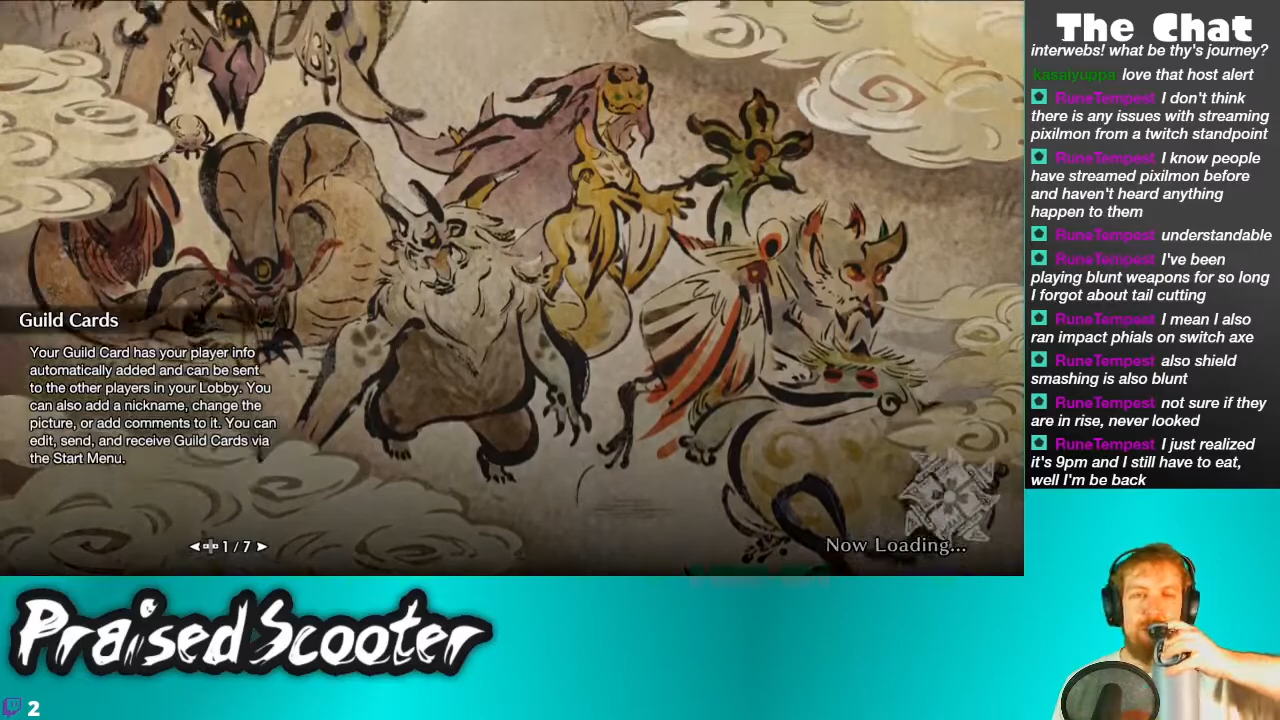 Guild Cards
Your Guild Card has your player info
automatically added and can be sent
to the other players in your Lobby. You
can also add a nickname, change the
picture, or add comments to it. You can
edit, send, and receive Guild Cards via
the Start Menu.
1 / 7
Now Loading...
The Chat
interwebs! what be thy's journey?
kasaiyuppa love that host alert
RuneTempest I don't think
there is any issues with streaming
pixilmon from a twitch standpoint
RuneTempest I know people
have streamed pixilmon before
and haven't heard anything
happen to them
RuneTempest understandable
RuneTempest I've been
playing blunt weapons for so long
I forgot about tail cutting
RuneTempest I mean I also
ran impact phials on switch axe
RuneTempest also shield
smashing is also blunt
RuneTempest not sure if they
are in rise, never looked
RuneTempest I just realized
it's 9pm and I still have to eat,
well I'm be back
PraisedScooter
2